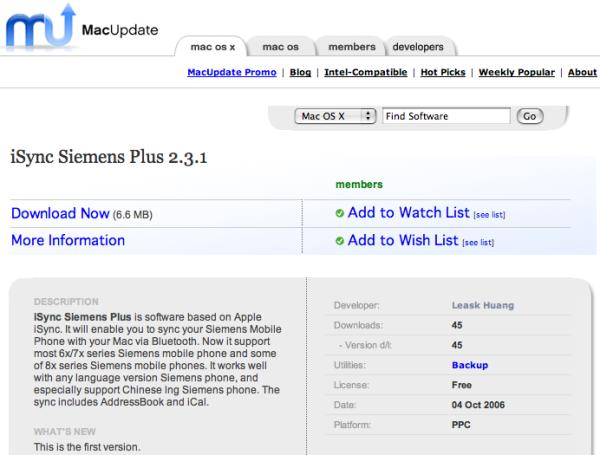 MacUpdate
mac os x
mac os
members
developers
MacUpdate Promo | Blog | Intel-Compatible | Hot Picks | Weekly Popular | About
Mac OS X
Find Software
Go
iSync Siemens Plus 2.3.1
members
Download Now (6.6 MB)
Add to Watch List [see list]
More Information
Add to Wish List [see list]
DESCRIPTION
iSync Siemens Plus is software based on Apple
iSync. It will enable you to sync your Siemens Mobile
Phone with your Mac via Bluetooth. Now it support
most 6x/7x series Siemens mobile phone and some
of 8x series Siemens mobile phones. It works well
with any language version Siemens phone, and
especially support Chinese lng Siemens phone. The
sync includes AddressBook and iCal.
WHAT'S NEW
This is the first version.
Developer: Leask Huang
Downloads: 45
- Version d/l: 45
Utilities: Backup
License: Free
Date: 04 Oct 2006
Platform: PPC